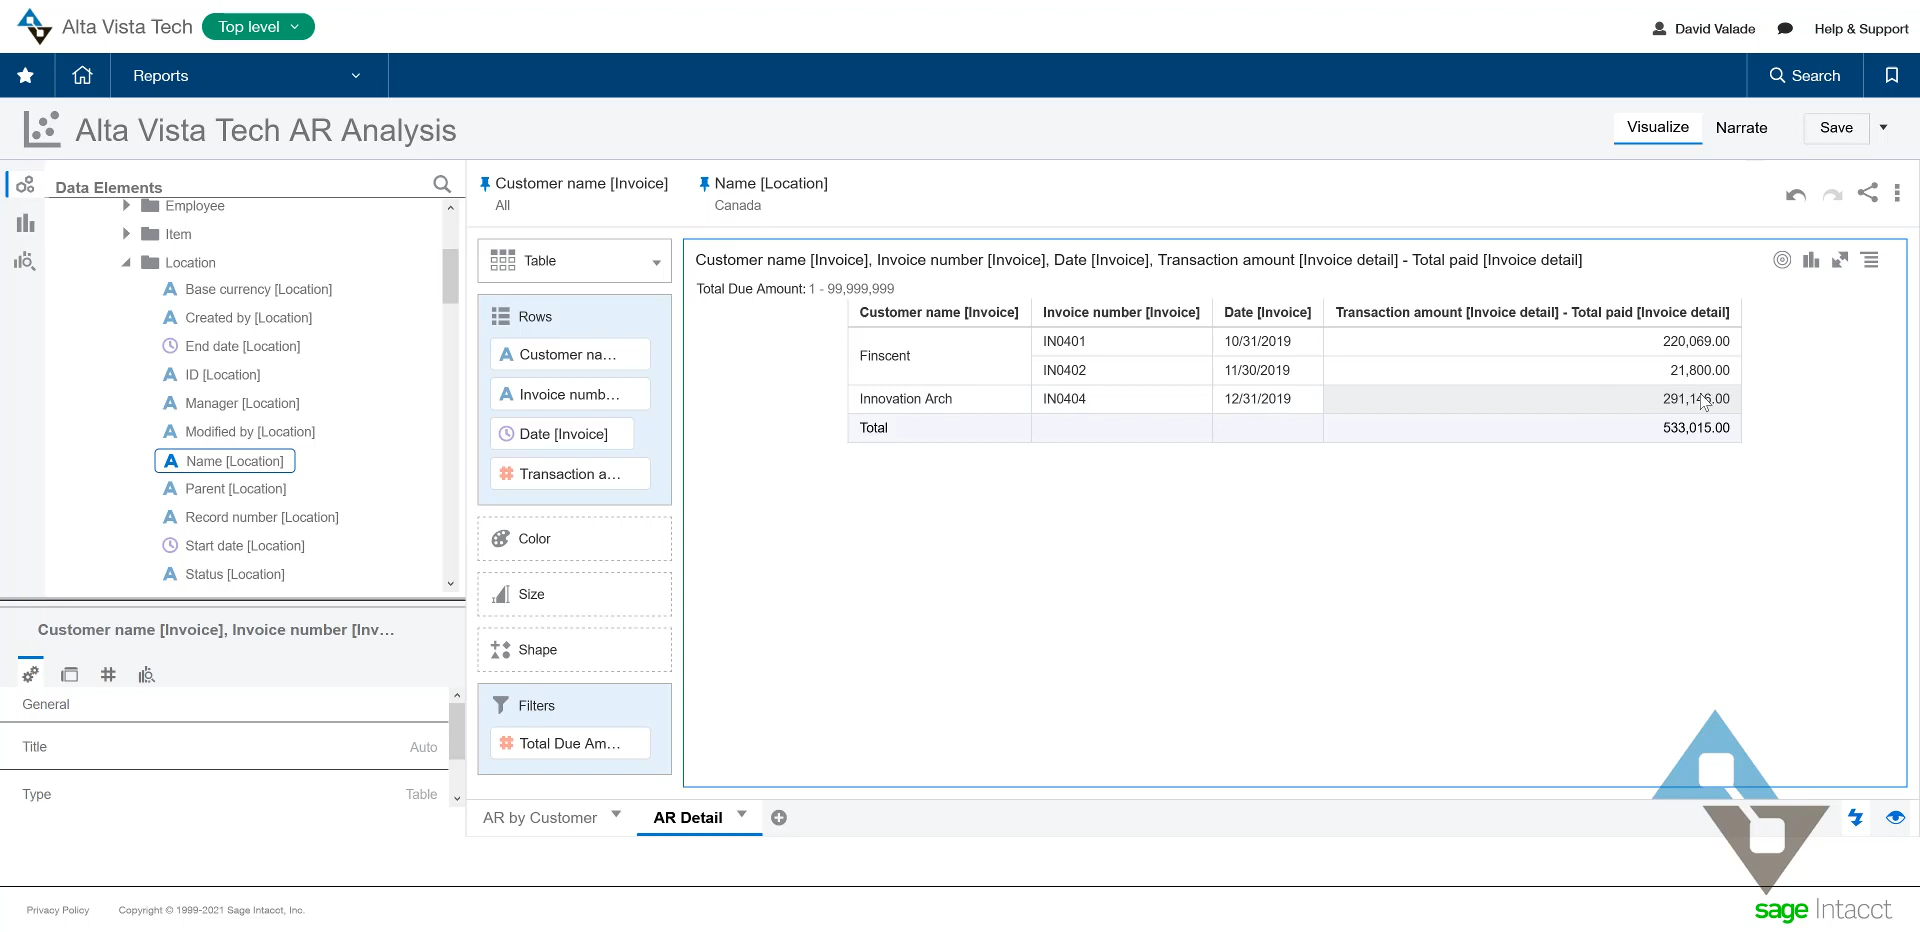 Alta Vista Tech
Top level
David Valade
Help & Support
Reports
Search
Alta Vista Tech AR Analysis
Visualize
Narrate
Save
Data Elements
Employee
Item
Location
Base currency [Location]
Created by [Location]
End date [Location]
ID [Location]
Manager [Location]
Modified by [Location]
Name [Location]
Parent [Location]
Record number [Location]
Start date [Location]
Status [Location]
Customer name [Invoice], Invoice number [Inv...
General
Title Auto
Type Table
Customer name [Invoice]
All
Name [Location]
Canada
Table
Rows
Customer na...
Invoice numb...
Date [Invoice]
Transaction a...
Color
Size
Shape
Filters
Total Due Am...
Customer name [Invoice], Invoice number [Invoice], Date [Invoice], Transaction amount [Invoice detail] - Total paid [Invoice detail]
Total Due Amount: 1 - 99,999,999
Customer name [Invoice] Invoice number [Invoice] Date [Invoice] Transaction amount [Invoice detail] - Total paid [Invoice detail]
Finscent IN0401 10/31/2019 220,069.00
IN0402 11/30/2019 21,800.00
Innovation Arch IN0404 12/31/2019
Total 533,015.00
AR by Customer
AR Detail
Privacy Policy
Copyright © 1999-2021 Sage Intacct, Inc.
sage Intacct